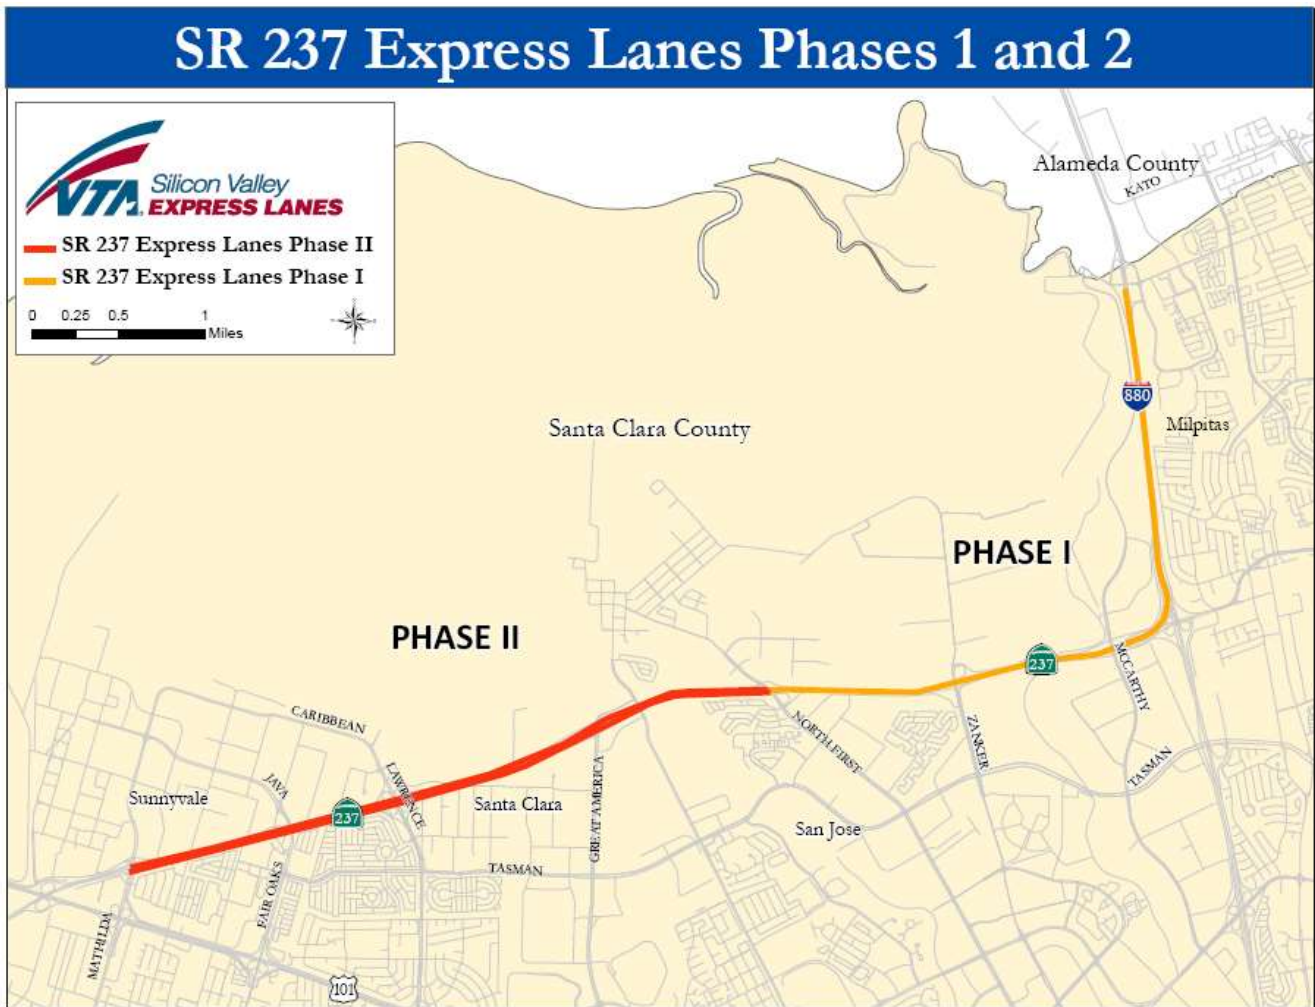 SR 237 Express Lanes Phases 1 and 2
VTA Silicon Valley
EXPRESS LANES
SR 237 Express Lanes Phase II
SR 237 Express Lanes Phase I
0 0.25 0.5 1
Miles
Alameda County
KATO
880
Milpitas
Santa Clara County
PHASE I
PHASE II
237
MCCARTHY
CARIBBEAN
NORTH FIRST
ZANKER
TASMAN
JAVA
LAWRENCE
Sunnyvale
237
Santa Clara
GREAT AMERICA
San Jose
TASMAN
FAIR OAKS
MATHILDA
101